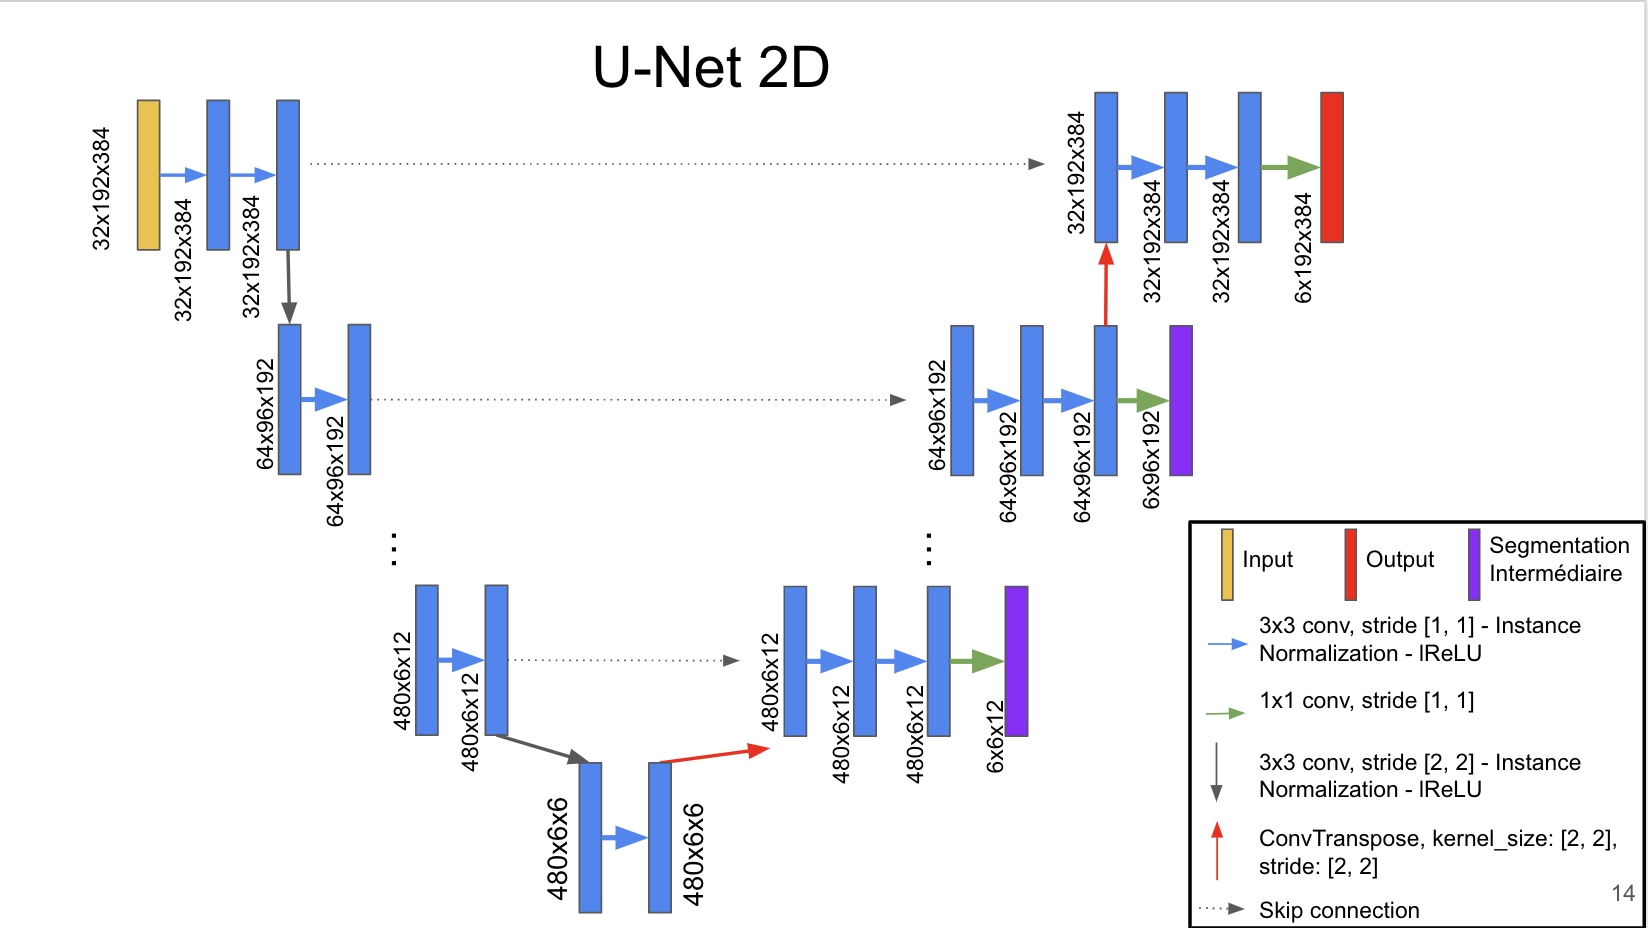 U-Net 2D
32x192x384
32x192x384
32x192x384
32x192x384
32x192x384
32x192x384
6x192x384
64x96x192
64x96x192
64x96x192
64x96x192
64x96x192
6x96x192
⋮
⋮
480x6x12
480x6x12
480x6x12
480x6x12
480x6x12
6x6x12
480x6x6
480x6x6
Input
Output
Segmentation
Intermédiaire
3x3 conv, stride [1, 1] - Instance
Normalization - lReLU
1x1 conv, stride [1, 1]
3x3 conv, stride [2, 2] - Instance
Normalization - lReLU
ConvTranspose, kernel_size: [2, 2],
stride: [2, 2]
Skip connection
14